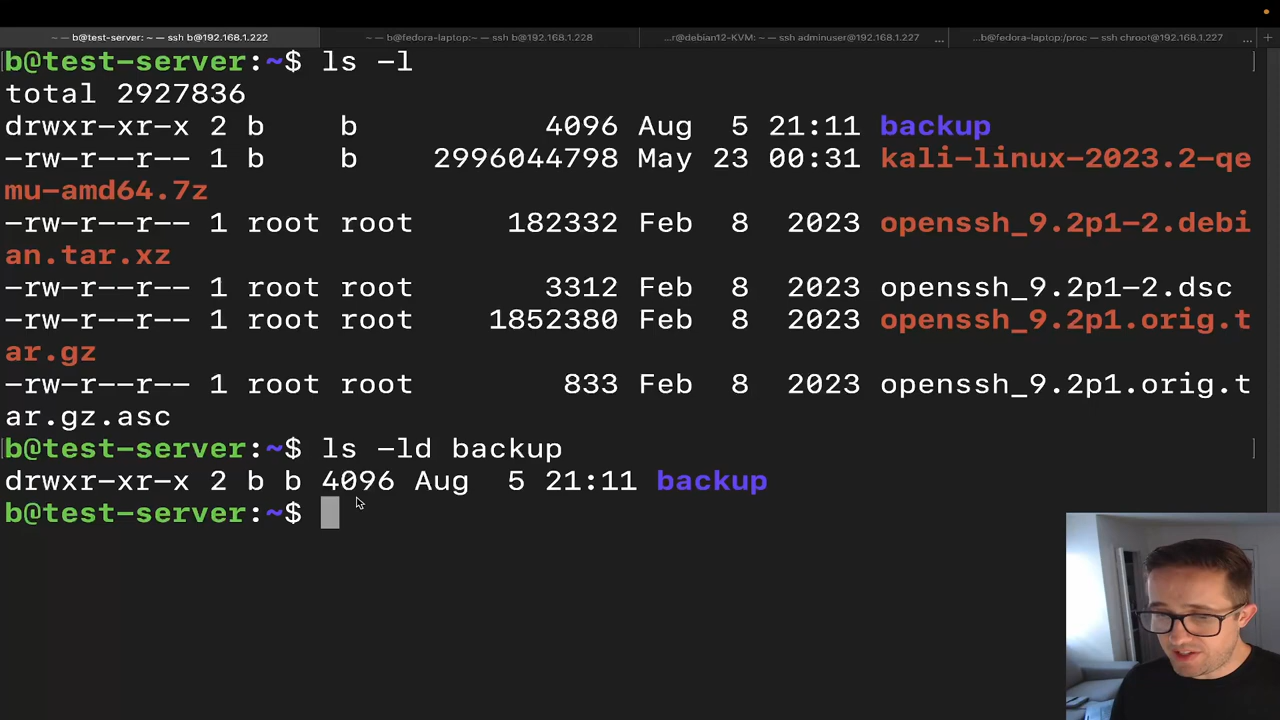 ~ — b@test-server: ~ — ssh b@192.168.1.222
~ — b@fedora-laptop:~ — ssh b@192.168.1.228
...r@debian12-KVM: ~ — ssh adminuser@192.168.1.227 ...
...b@fedora-laptop:/proc — ssh chroot@192.168.1.227 ... +
b@test-server:~$ ls -l
total 2927836
drwxr-xr-x 2 b    b          4096 Aug  5 21:11 backup
-rw-r--r-- 1 b    b    2996044798 May 23 00:31 kali-linux-2023.2-qe
mu-amd64.7z
-rw-r--r-- 1 root root     182332 Feb  8  2023 openssh_9.2p1-2.debi
an.tar.xz
-rw-r--r-- 1 root root       3312 Feb  8  2023 openssh_9.2p1-2.dsc
-rw-r--r-- 1 root root    1852380 Feb  8  2023 openssh_9.2p1.orig.t
ar.gz
-rw-r--r-- 1 root root        833 Feb  8  2023 openssh_9.2p1.orig.t
ar.gz.asc
b@test-server:~$ ls -ld backup
drwxr-xr-x 2 b b 4096 Aug  5 21:11 backup
b@test-server:~$